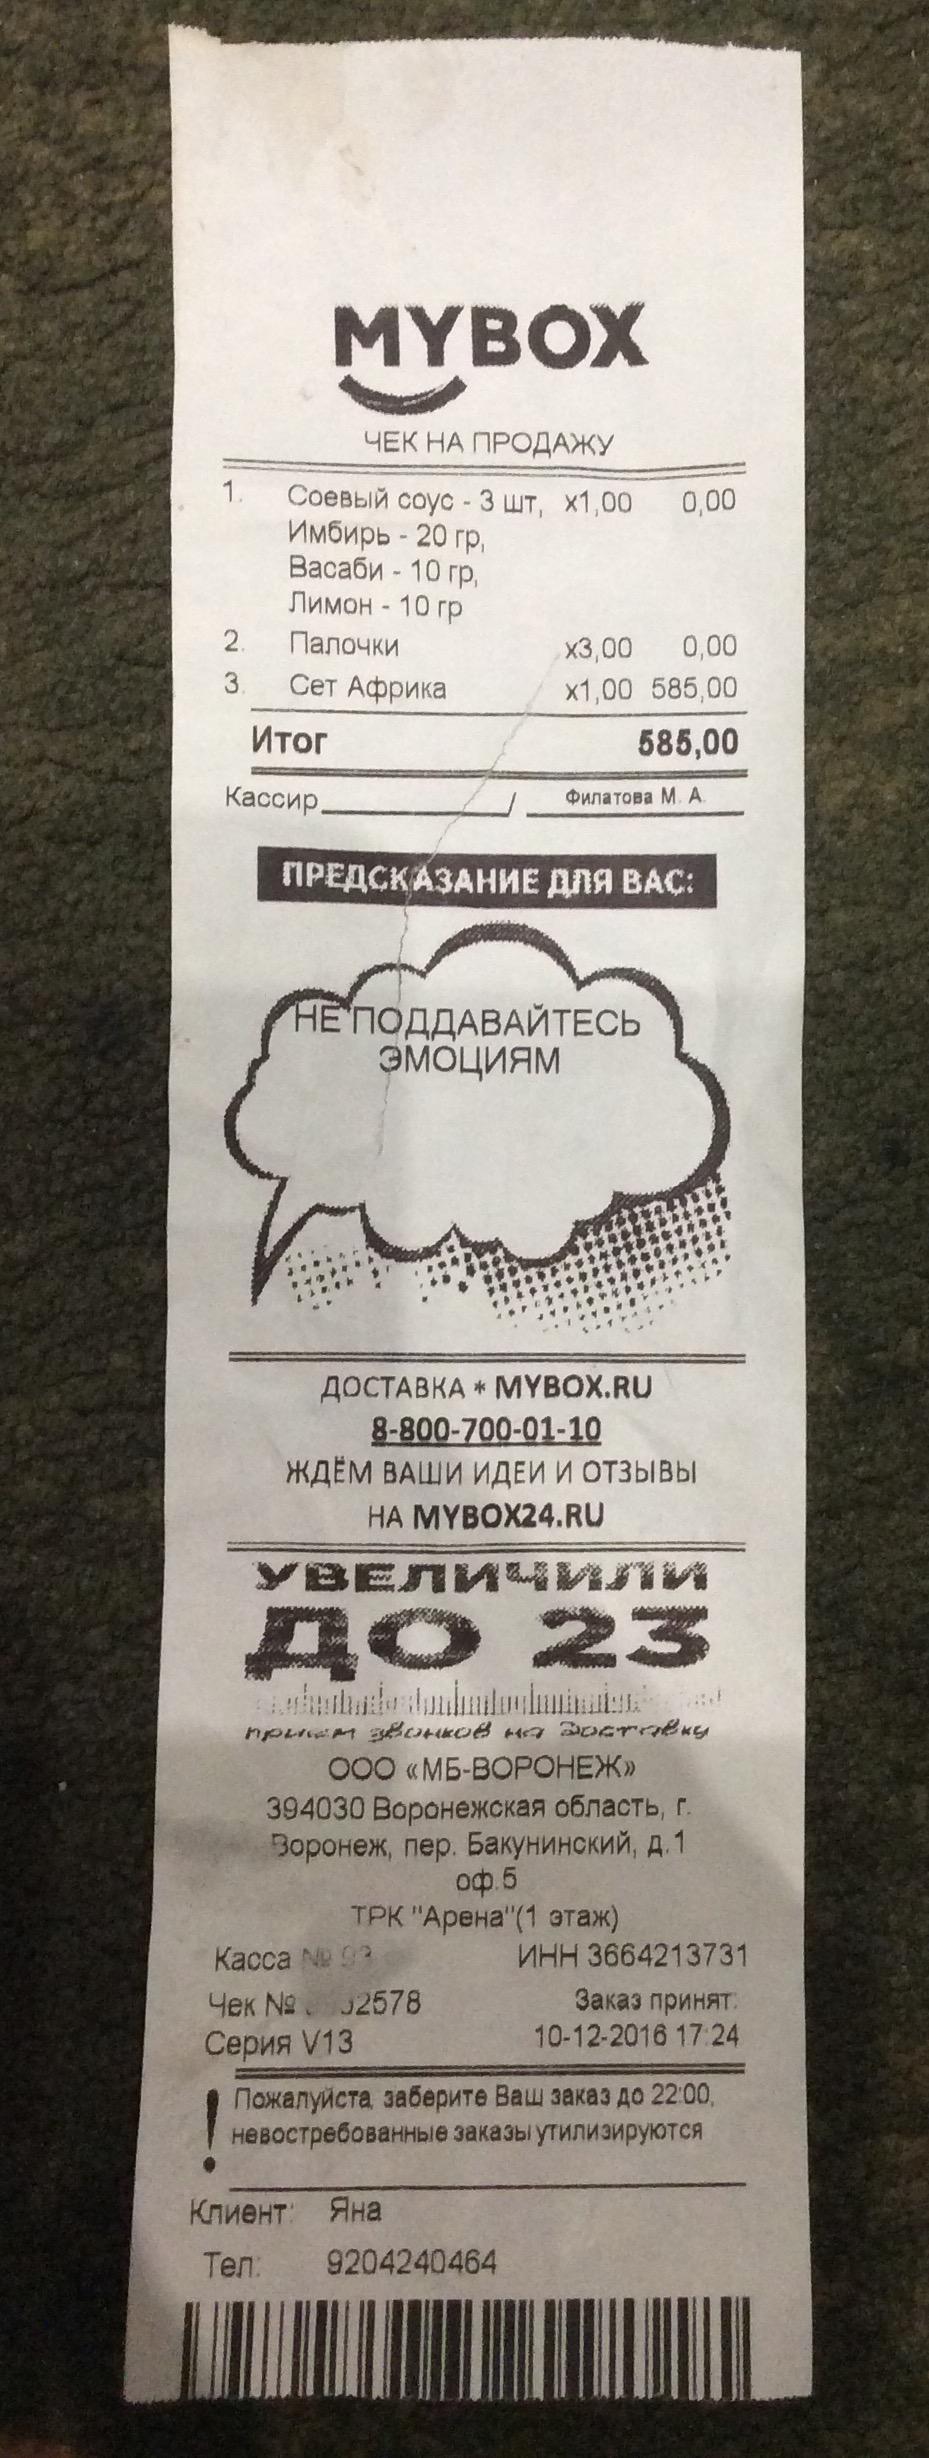 MYBOX
ЧЕК НА ПРОДАЖУ
1. Соевый соус - 3 шт, x1,00 0,00
Имбирь - 20 гр,
Васаби - 10 гр,
Лимон - 10 гр
2. Палочки x3,00 0,00
3. Сет Африка x1,00 585,00
Итог 585,00
Кассир / Филатова М. А.
ПРЕДСКАЗАНИЕ ДЛЯ ВАС:
НЕ ПОДДАВАЙТЕСЬ
ЭМОЦИЯМ
ДОСТАВКА * MYBOX.RU
8-800-700-01-10
ЖДЁМ ВАШИ ИДЕИ И ОТЗЫВЫ
НА MYBOX24.RU
УВЕЛИЧИЛИ
ДО 23
прием звонков на доставку
ООО «МБ-ВОРОНЕЖ»
394030 Воронежская область, г.
Воронеж, пер. Бакунинский, д.1
оф.5
ТРК "Арена"(1 этаж)
Касса № ИНН 3664213731
Чек № Заказ принят:
Серия V13 10-12-2016 17:24
! Пожалуйста, заберите Ваш заказ до 22:00,
невостребованные заказы утилизируются
Клиент: Яна
Тел: 9204240464